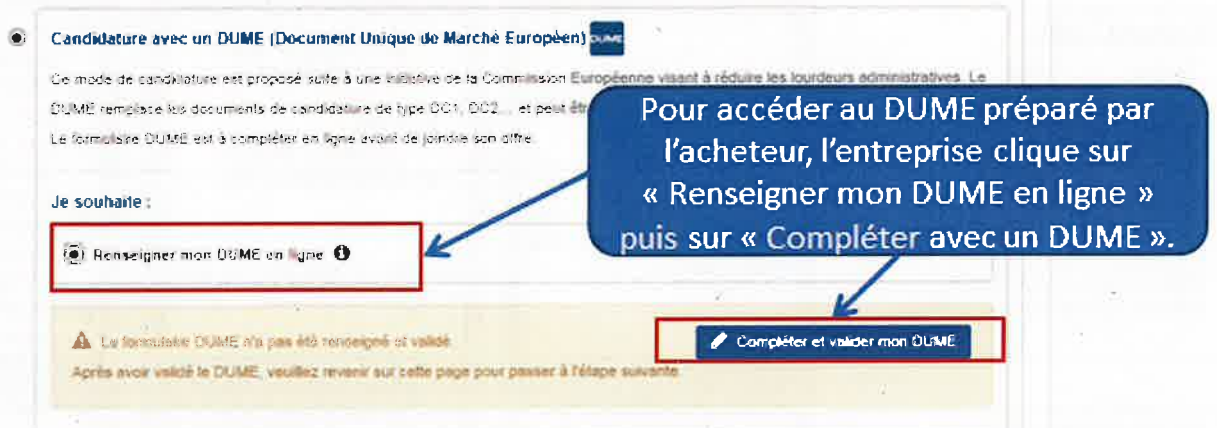 Candidature avec un DUME (Document Unique de Marché Européen) DUME
Ce mode de candidature est proposé suite à une initiative de la Commission Européenne visant à réduire les lourdeurs administratives. Le
DUME remplace les documents de candidature de type DC1, DC2... et peut êtr
Le formulaire DUME est à compléter en ligne avant de joindre son offre.
Pour accéder au DUME préparé par
l'acheteur, l'entreprise clique sur
« Renseigner mon DUME en ligne »
puis sur « Compléter avec un DUME ».
Je souhaite :
Renseigner mon DUME en ligne
Le formulaire DUME n'a pas été renseigné et validé
Compléter et valider mon DUME
Après avoir validé le DUME, veuillez revenir sur cette page pour passer à l'étape suivante